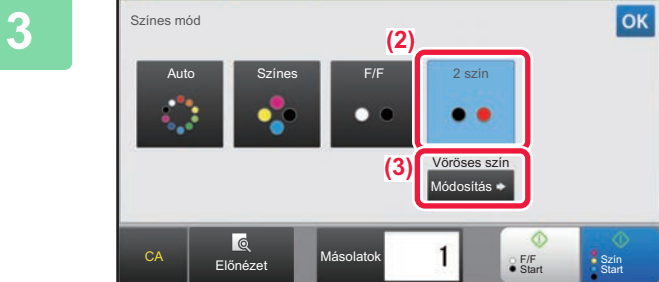 3
Színes mód
OK
(2)
Auto
Színes
F/F
2 szín
(3)
Vöröses szín
Módosítás
CA
Előnézet
Másolatok
1
F/F
Start
Szín
Start